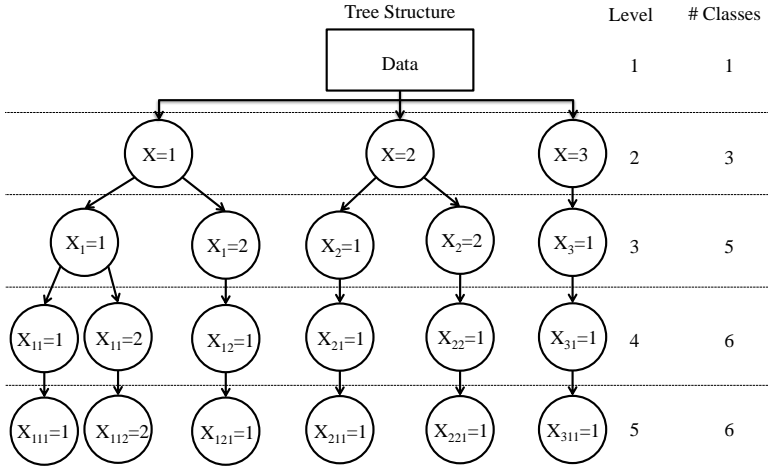 Tree Structure Level # Classes
Data 1 1
X=1 X=2 X=3 2 3
X₁=1 X₁=2 X₂=1 X₂=2 X₃=1 3 5
X₁₁=1 X₁₁=2 X₁₂=1 X₂₁=1 X₂₂=1 X₃₁=1 4 6
X₁₁₁=1 X₁₁₂=2 X₁₂₁=1 X₂₁₁=1 X₂₂₁=1 X₃₁₁=1 5 6